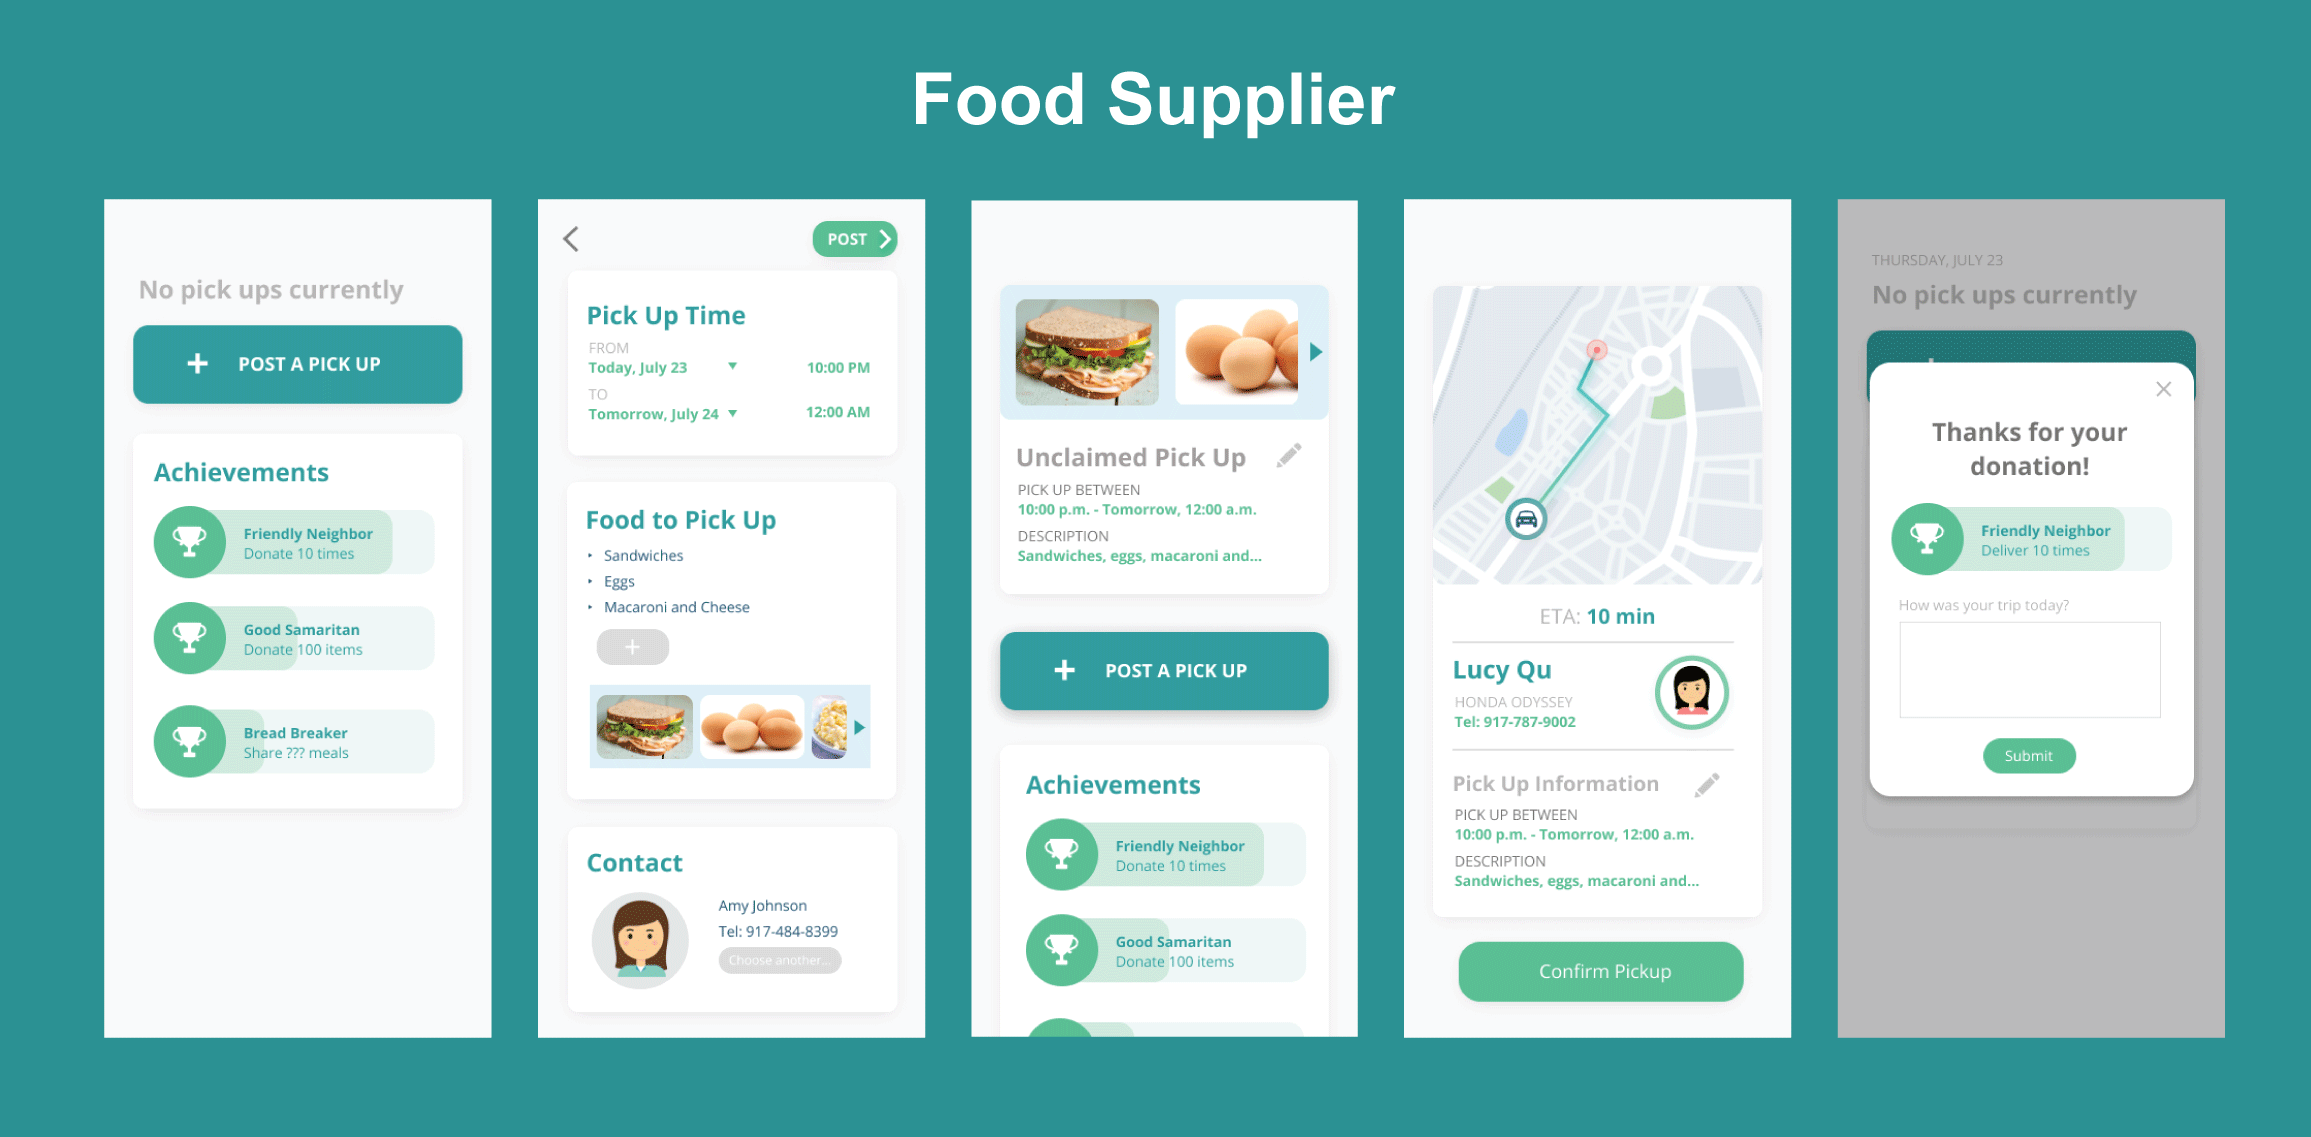 Food Supplier
No pick ups currently
+ POST A PICK UP
Achievements
Friendly Neighbor
Donate 10 times
Good Samaritan
Donate 100 items
Bread Breaker
Share ??? meals
POST
Pick Up Time
FROM
Today, July 23 10:00 PM
TO
Tomorrow, July 24 12:00 AM
Food to Pick Up
Sandwiches
Eggs
Macaroni and Cheese
+
Contact
Amy Johnson
Tel: 917-484-8399
Choose another...
Unclaimed Pick Up
PICK UP BETWEEN
10:00 p.m. - Tomorrow, 12:00 a.m.
DESCRIPTION
Sandwiches, eggs, macaroni and...
+ POST A PICK UP
Achievements
Friendly Neighbor
Donate 10 times
Good Samaritan
Donate 100 items
ETA: 10 min
Lucy Qu
HONDA ODYSSEY
Tel: 917-787-9002
Pick Up Information
PICK UP BETWEEN
10:00 p.m. - Tomorrow, 12:00 a.m.
DESCRIPTION
Sandwiches, eggs, macaroni and...
Confirm Pickup
THURSDAY, JULY 23
No pick ups currently
Thanks for your
donation!
Friendly Neighbor
Deliver 10 times
How was your trip today?
Submit